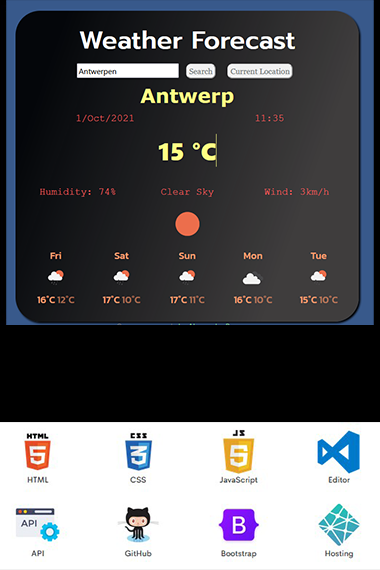 Weather Forecast
Antwerpen Search Current Location
Antwerp
1/Oct/2021 11:35
15 °C
Humidity: 74% Clear Sky Wind: 3km/h
Fri Sat Sun Mon Tue
16°C 12°C 17°C 10°C 17°C 11°C 16°C 10°C 15°C 10°C
HTML CSS JS
5 3 5
HTML CSS JavaScript Editor
API B
API GitHub Bootstrap Hosting